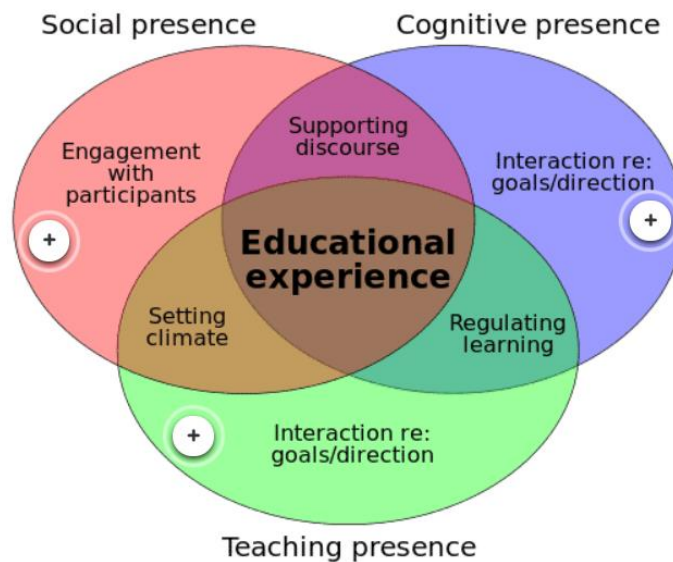 Social presence
Cognitive presence
Supporting
discourse
Engagement
with
participants
Interaction re:
goals/direction
+
+
Educational
experience
Setting
climate
Regulating
learning
+
Interaction re:
goals/direction
Teaching presence